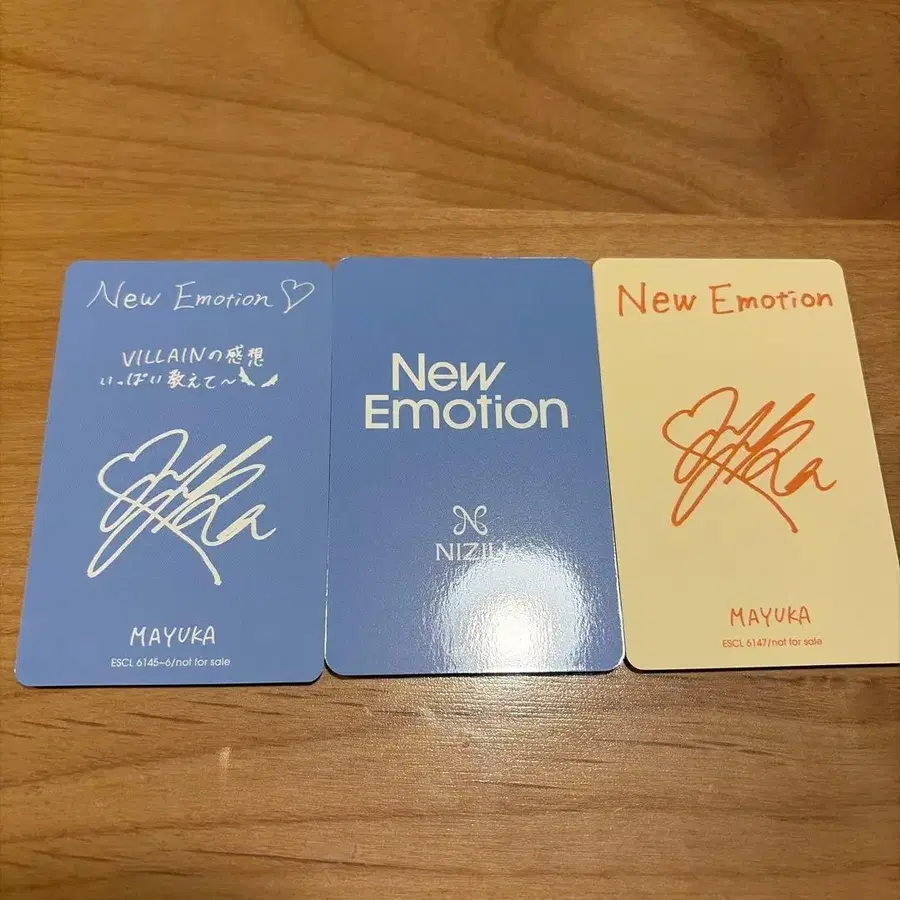 New Emotion ♡
VILLAINの感想
いっぱい教えて〜
MAYUKA
ESCL 6145~6/not for sale
New
Emotion
NIZIU
New Emotion
MAYUKA
ESCL 6147/not for sale